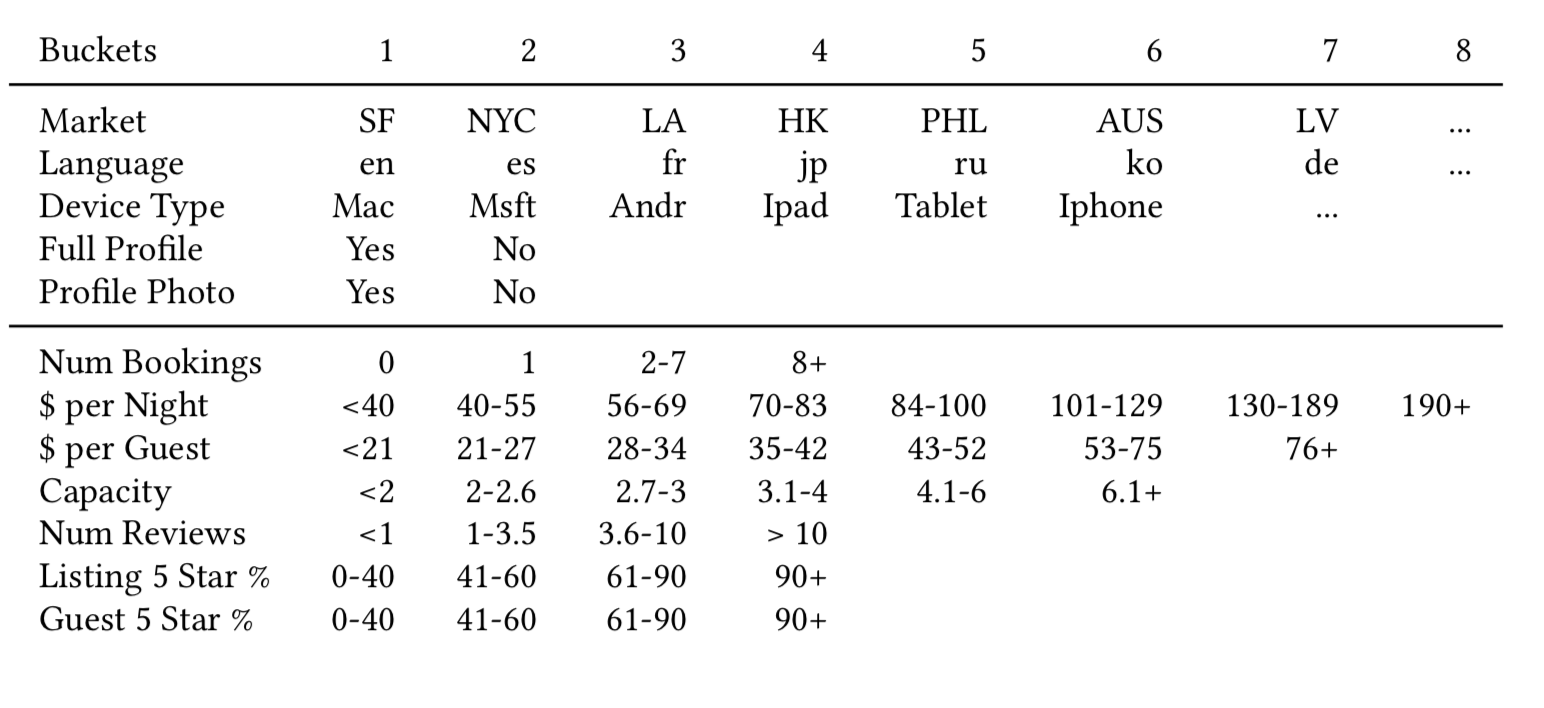 Buckets 1 2 3 4 5 6 7 8
Market SF NYC LA HK PHL AUS LV ...
Language en es fr jp ru ko de ...
Device Type Mac Msft Andr Ipad Tablet Iphone ...
Full Profile Yes No
Profile Photo Yes No
Num Bookings 0 1 2-7 8+
$ per Night <40 40-55 56-69 70-83 84-100 101-129 130-189 190+
$ per Guest <21 21-27 28-34 35-42 43-52 53-75 76+
Capacity <2 2-2.6 2.7-3 3.1-4 4.1-6 6.1+
Num Reviews <1 1-3.5 3.6-10 > 10
Listing 5 Star % 0-40 41-60 61-90 90+
Guest 5 Star % 0-40 41-60 61-90 90+